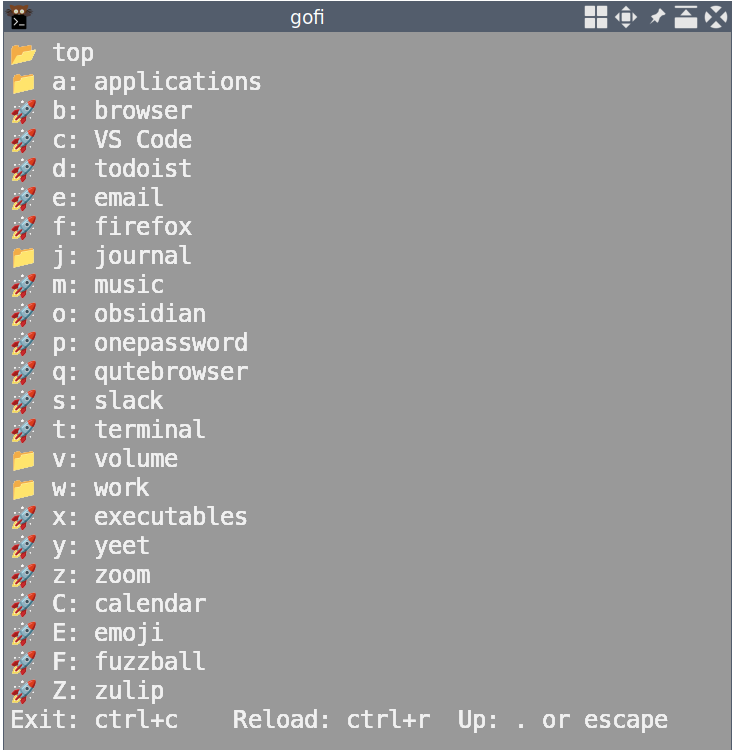 gofi
top
a: applications
b: browser
c: VS Code
d: todoist
e: email
f: firefox
j: journal
m: music
o: obsidian
p: onepassword
q: qutebrowser
s: slack
t: terminal
v: volume
w: work
x: executables
y: yeet
z: zoom
C: calendar
E: emoji
F: fuzzball
Z: zulip
Exit: ctrl+c    Reload: ctrl+r  Up: . or escape